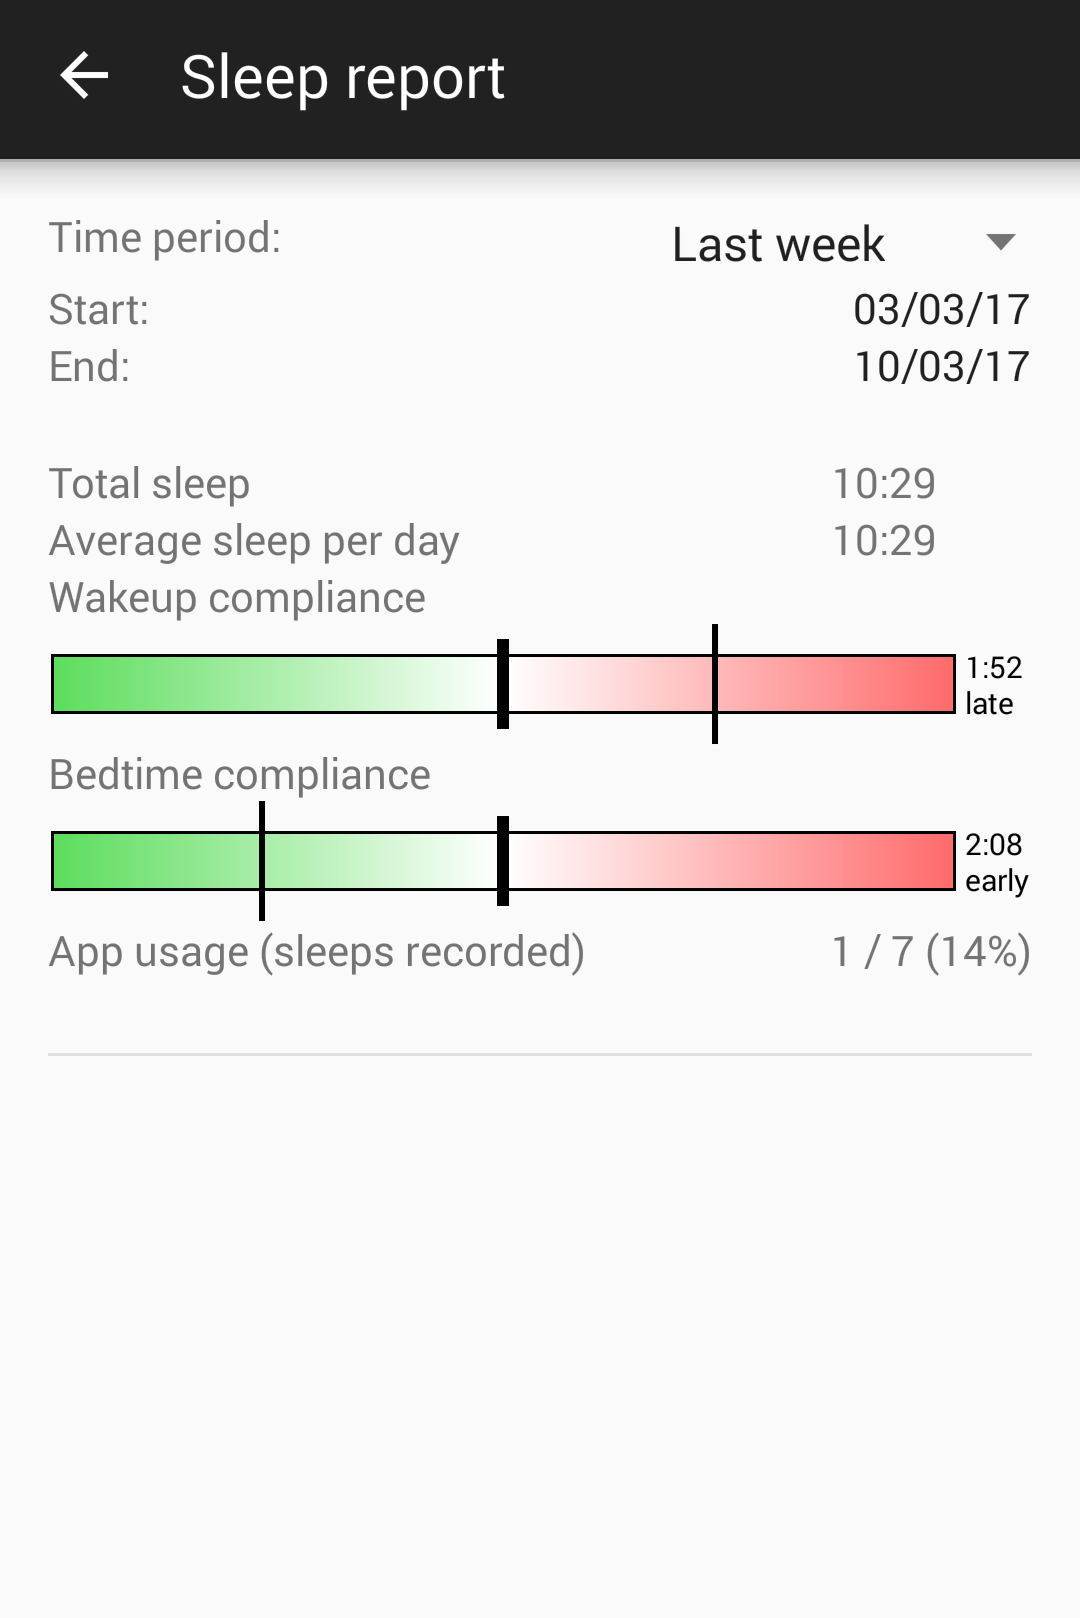 Sleep report
Time period:
Last week
Start:
03/03/17
End:
10/03/17
Total sleep
10:29
Average sleep per day
10:29
Wakeup compliance
1:52
late
Bedtime compliance
2:08
early
App usage (sleeps recorded)
1 / 7 (14%)